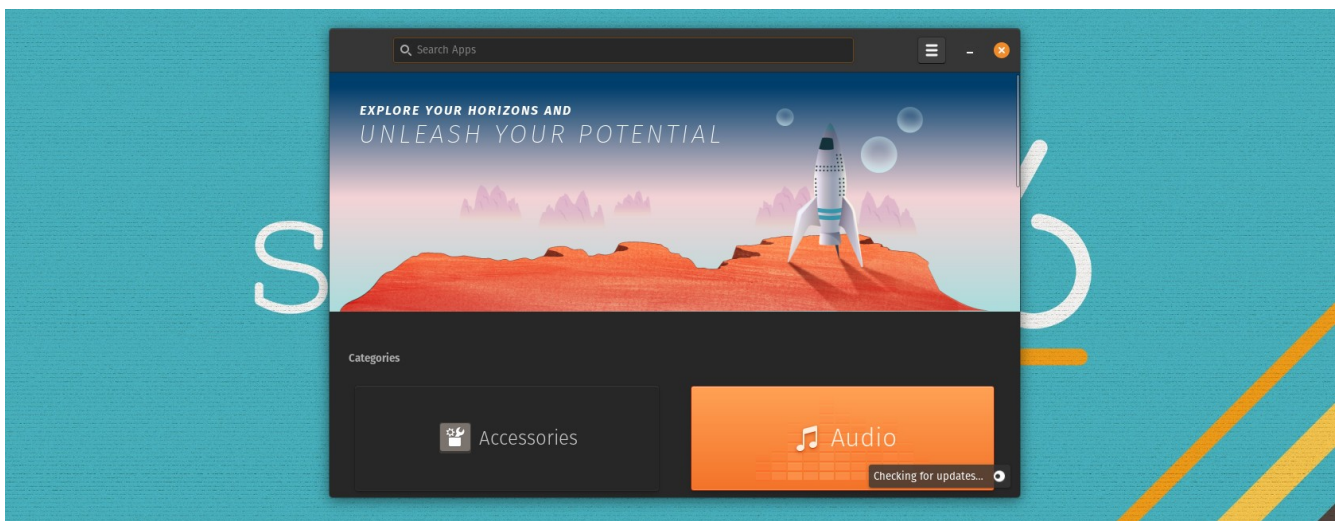 Search Apps
EXPLORE YOUR HORIZONS AND
UNLEASH YOUR POTENTIAL
Categories
Accessories
Audio
Checking for updates...